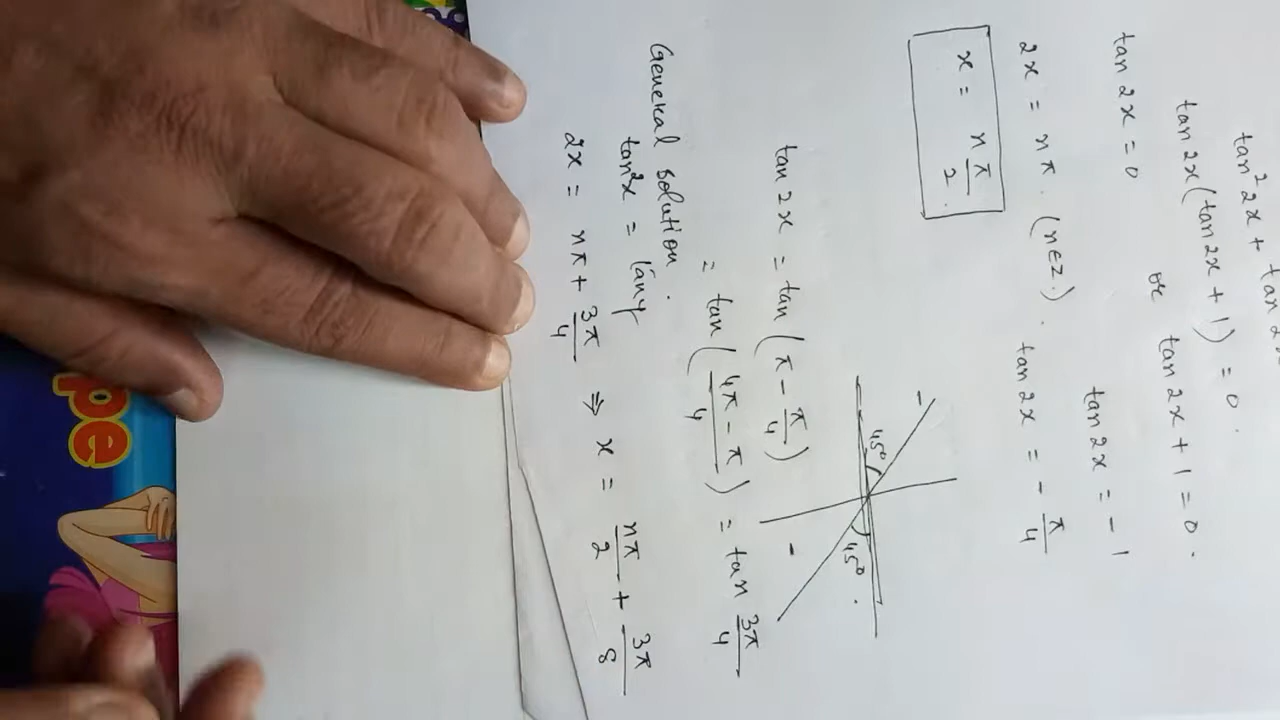 tan²2x + tan 2
tan 2x(tan 2x + 1) = 0.
tan 2x = 0 or tan 2x + 1 = 0.
tan 2x = -1
2x = nπ. (n∈z.). tan 2x = -π/4
x = nπ/2.
45°
45°.
-
-
tan 2x = tan(π - π/4)
= tan(4π - π/4) = tan 3π/4
General solution.
2x = nπ + 3π/4 ⇒ x = nπ/2 + 3π/8
pe